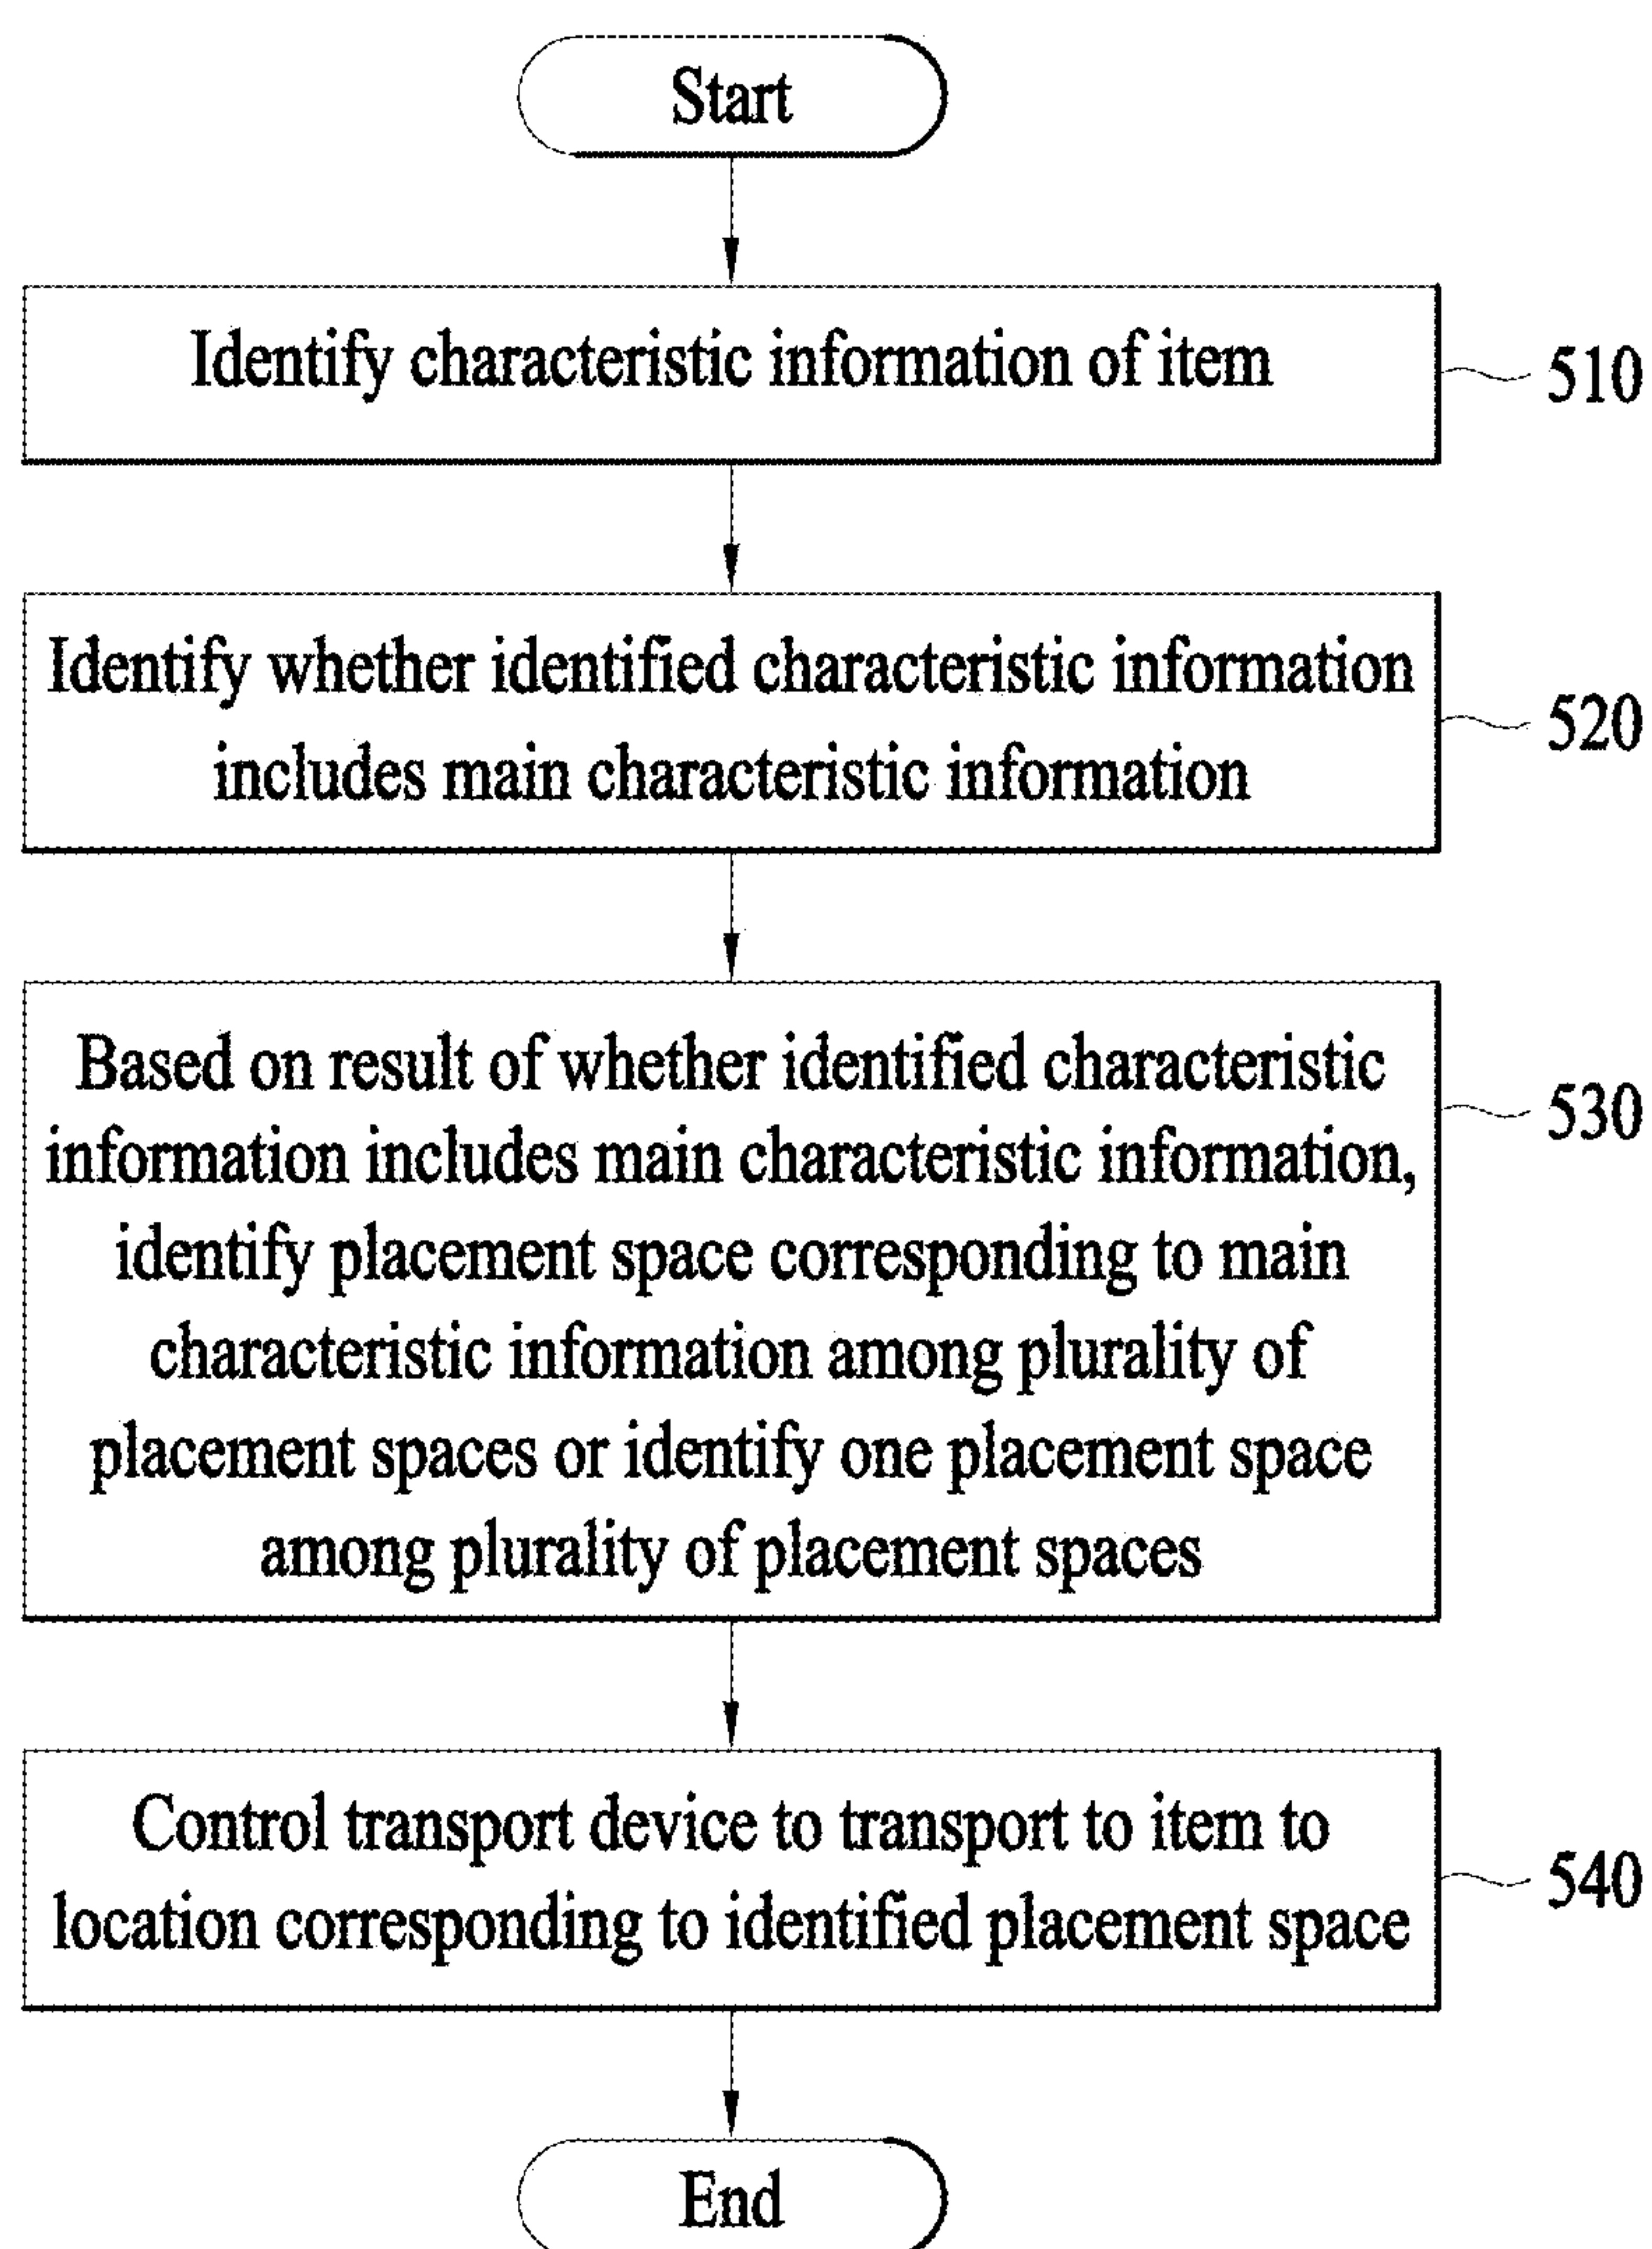 Start
Identify characteristic information of item
510
Identify whether identified characteristic information
includes main characteristic information
520
Based on result of whether identified characteristic
information includes main characteristic information,
identify placement space corresponding to main
characteristic information among plurality of
placement spaces or identify one placement space
among plurality of placement spaces
530
Control transport device to transport to item to
location corresponding to identified placement space
540
End